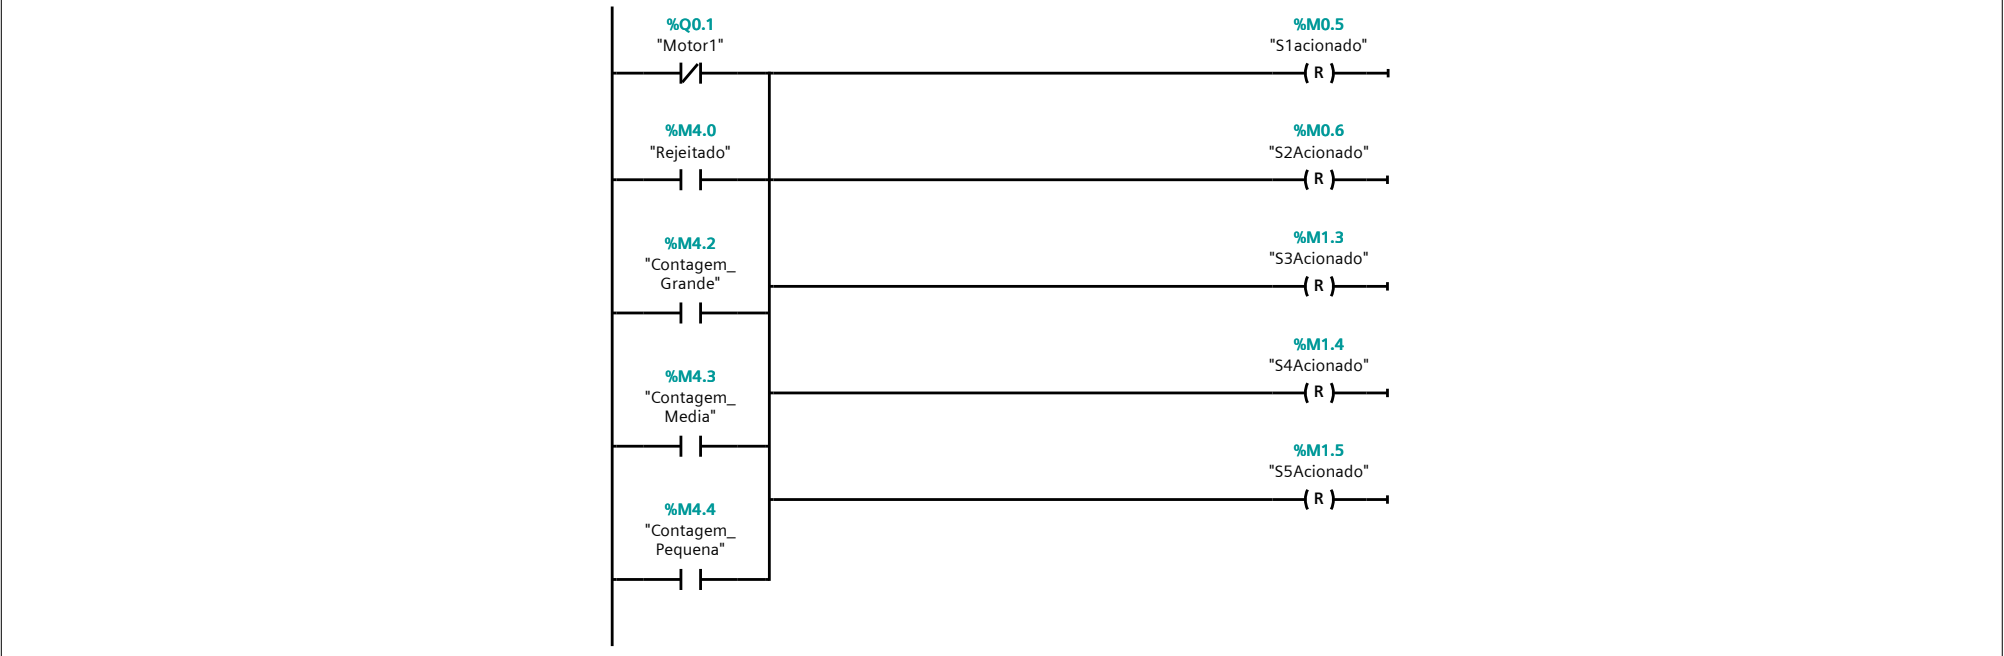 %Q0.1
"Motor1"
%M0.5
"S1acionado"
R
%M4.0
"Rejeitado"
%M0.6
"S2Acionado"
R
%M4.2
"Contagem_
Grande"
%M1.3
"S3Acionado"
R
%M4.3
"Contagem_
Media"
%M1.4
"S4Acionado"
R
%M4.4
"Contagem_
Pequena"
%M1.5
"S5Acionado"
R